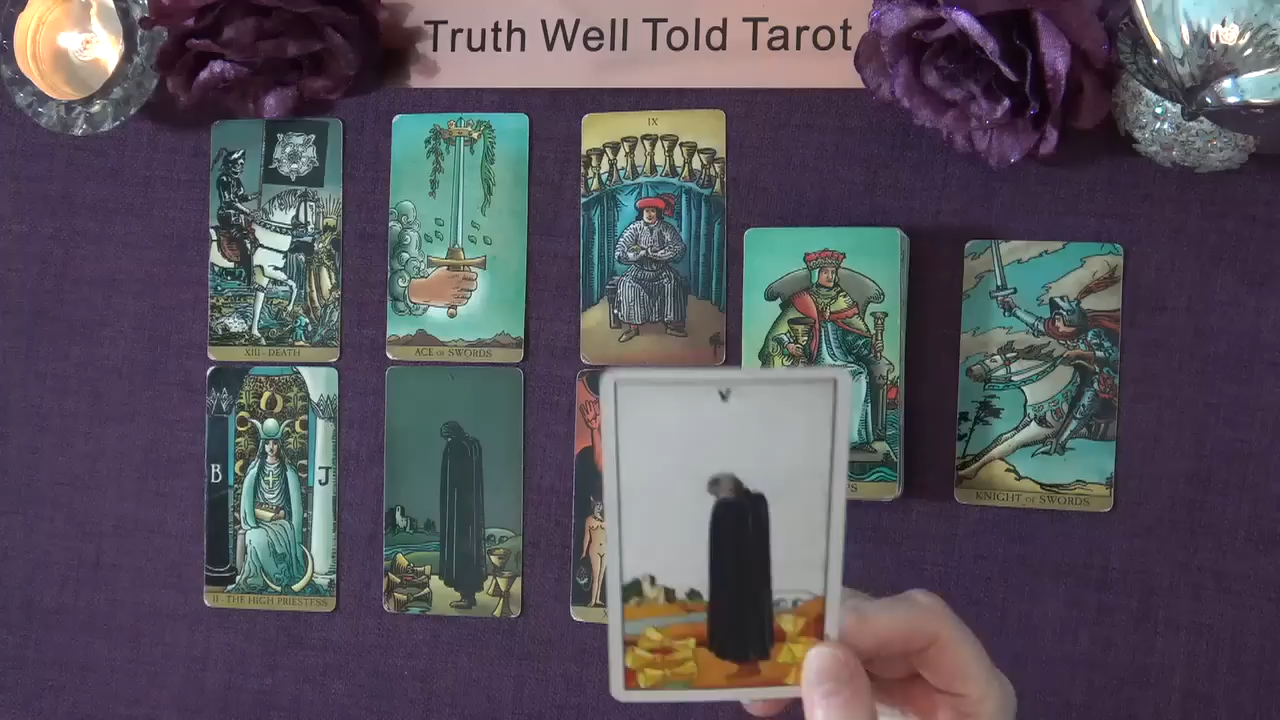 Truth Well Told Tarot
IX
XIII - DEATH
ACE OF SWORDS
V
KNIGHT OF SWORDS
B
J
II - THE HIGH PRIESTESS